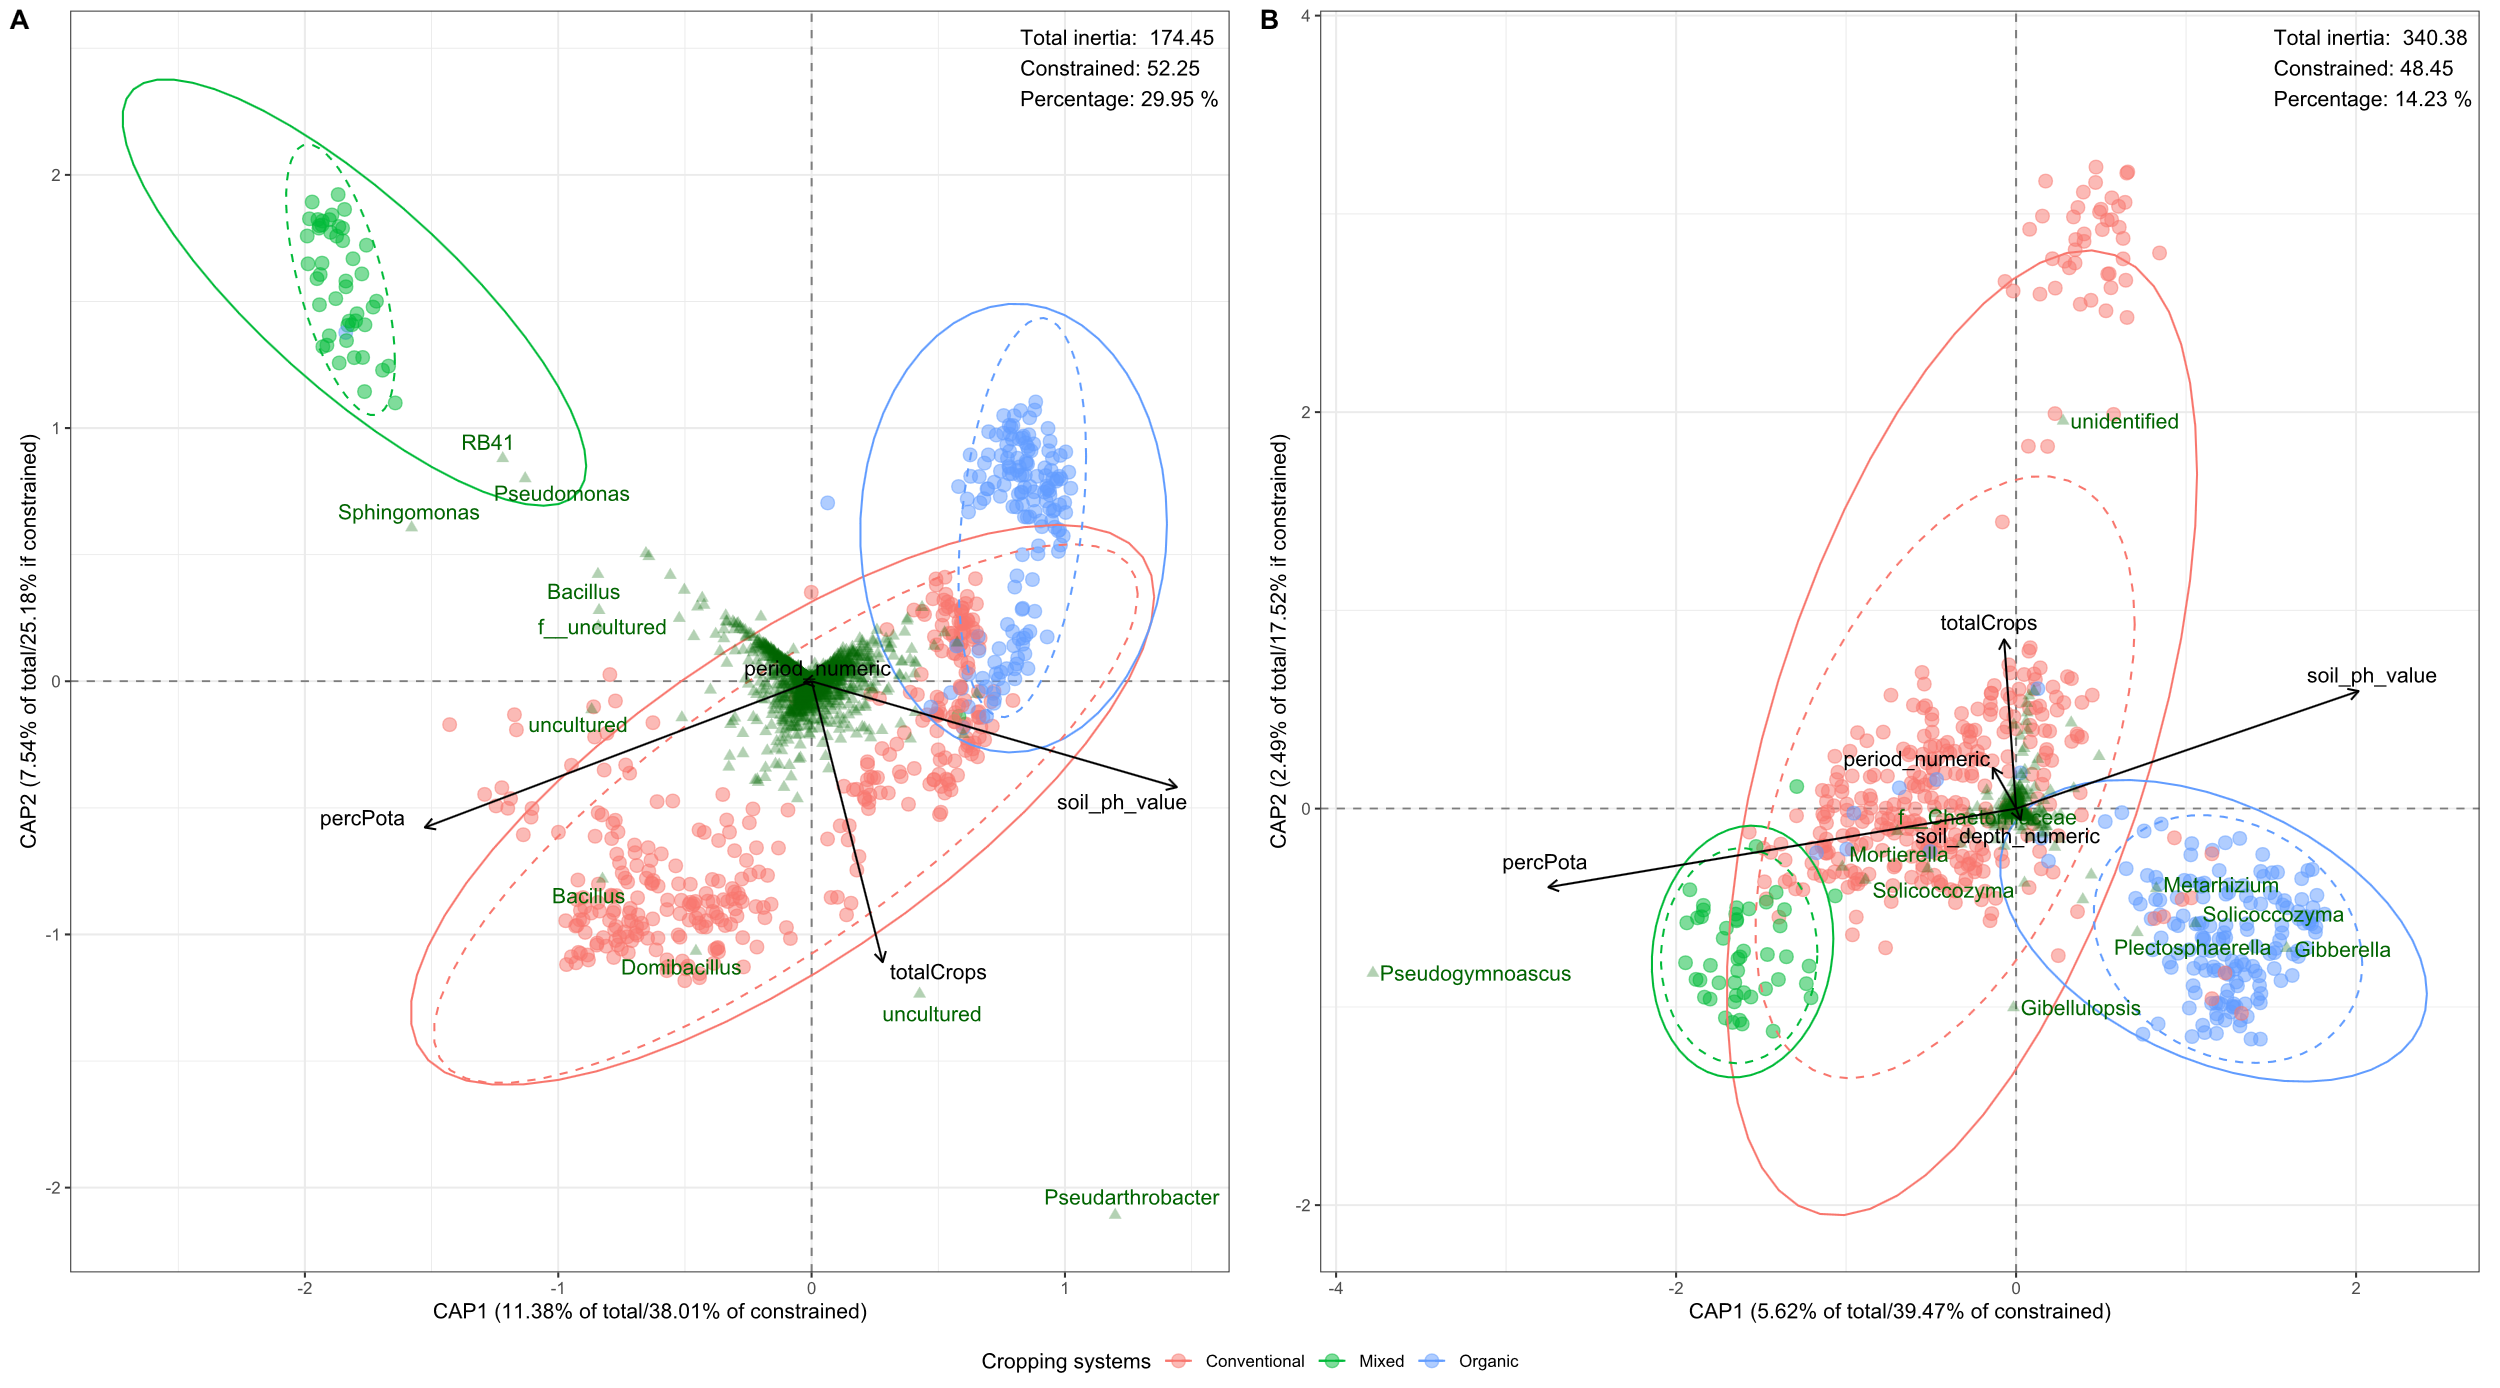 A
Total inertia:  174.45
Constrained: 52.25
Percentage: 29.95 %
RB41
Pseudomonas
Sphingomonas
Bacillus
f__uncultured
period_numeric
uncultured
percPota
soil_ph_value
Bacillus
Domibacillus
totalCrops
uncultured
Pseudarthrobacter
2
1
0
-1
-2
-2
-1
0
1
CAP2 (7.54% of total/25.18% if constrained)
CAP1 (11.38% of total/38.01% of constrained)
B
Total inertia:  340.38
Constrained: 48.45
Percentage: 14.23 %
unidentified
totalCrops
soil_ph_value
period_numeric
f__Chaetomiaceae
soil_depth_numeric
percPota
Mortierella
Solicoccozyma
Metarhizium
Solicoccozyma
Plectosphaerella
Gibberella
Pseudogymnoascus
Gibellulopsis
4
2
0
-2
-4
-2
0
2
CAP2 (2.49% of total/17.52% if constrained)
CAP1 (5.62% of total/39.47% of constrained)
Cropping systems
Conventional
Mixed
Organic